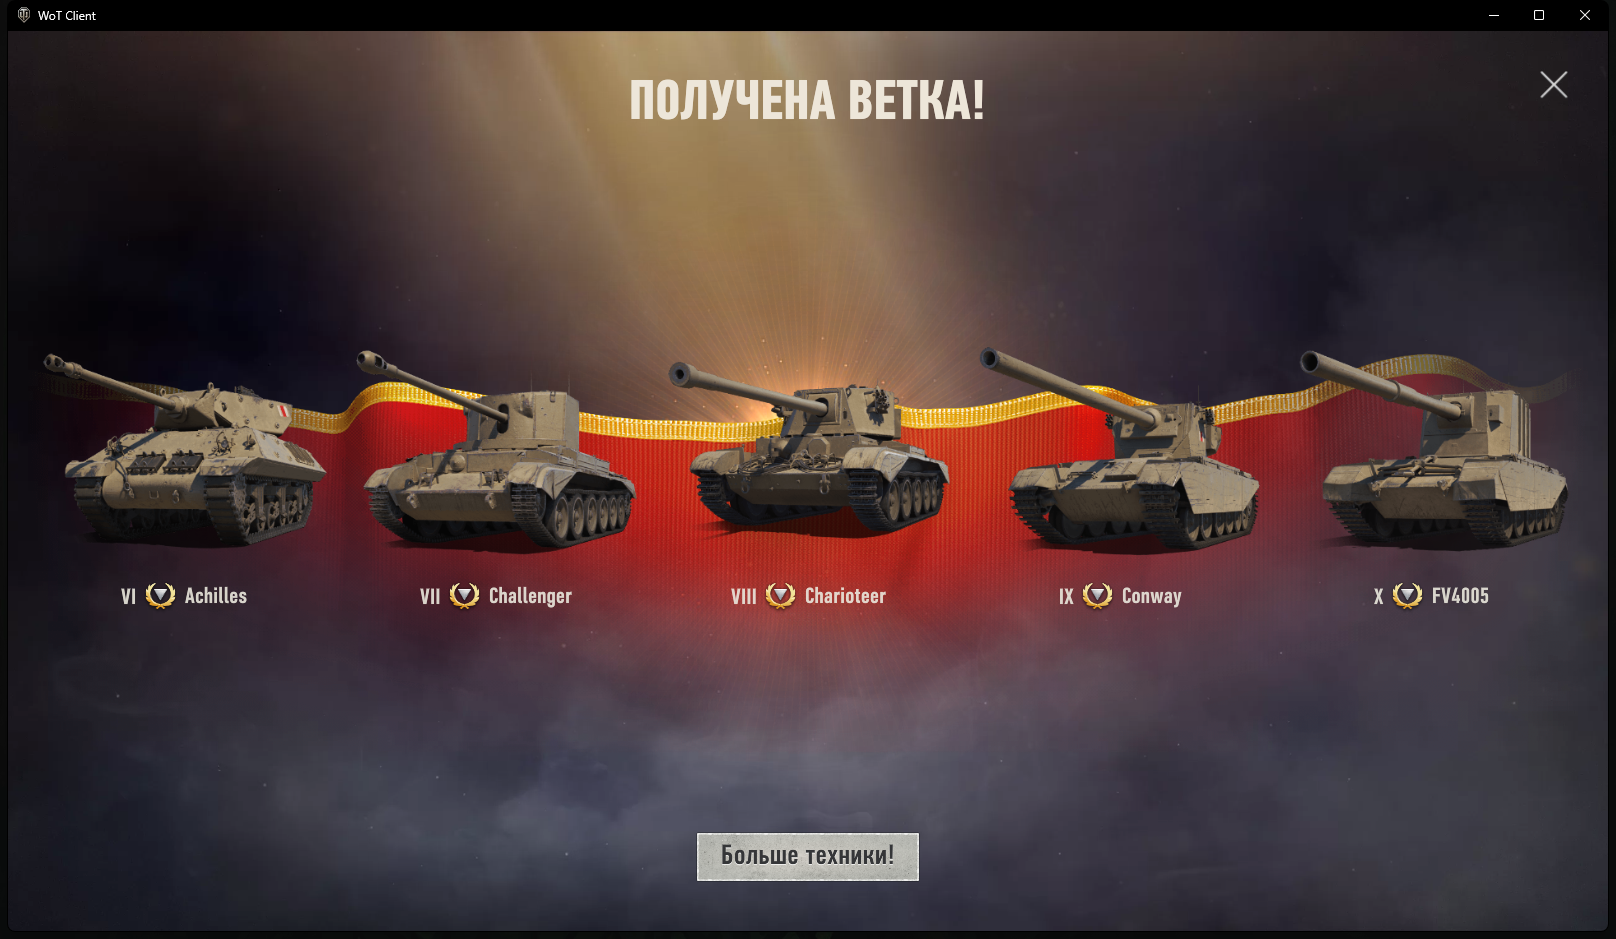 WoT Client
ПОЛУЧЕНА ВЕТКА!
VI Achilles
VII Challenger
VIII Charioteer
IX Conway
X FV4005
Больше техники!